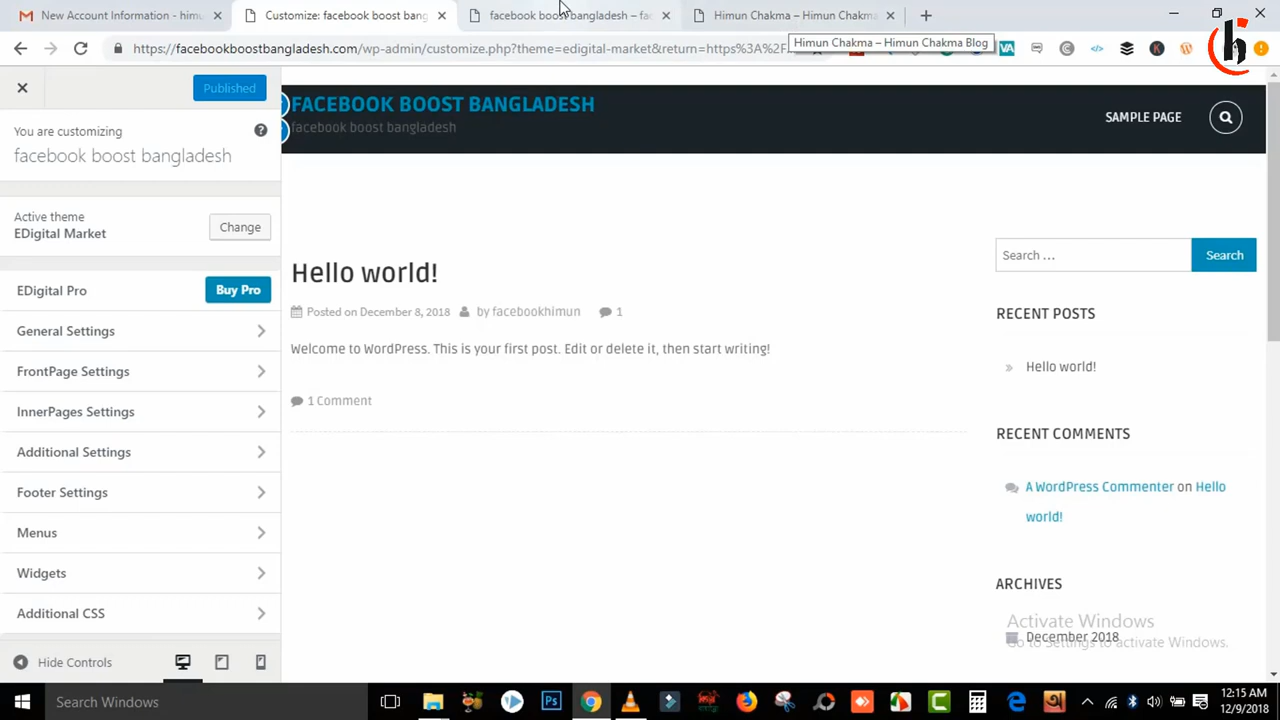 New Account Information - himu
Customize: facebook boost bang
facebook boost bangladesh – fac
Himun Chakma – Himun Chakma
https://facebookboostbangladesh.com/wp-admin/customize.php?theme=edigital-market&return=https%3A%2F
Himun Chakma – Himun Chakma Blog
Published
You are customizing
facebook boost bangladesh
Active theme
EDigital Market
Change
EDigital Pro
Buy Pro
General Settings
FrontPage Settings
InnerPages Settings
Additional Settings
Footer Settings
Menus
Widgets
Additional CSS
Hide Controls
FACEBOOK BOOST BANGLADESH
facebook boost bangladesh
SAMPLE PAGE
Hello world!
Posted on December 8, 2018 by facebookhimun 1
Welcome to WordPress. This is your first post. Edit or delete it, then start writing!
1 Comment
Search …
Search
RECENT POSTS
» Hello world!
RECENT COMMENTS
A WordPress Commenter on Hello
world!
ARCHIVES
Activate Windows
December 2018
Go to Settings to activate Windows.
Search Windows
12:15 AM
12/9/2018